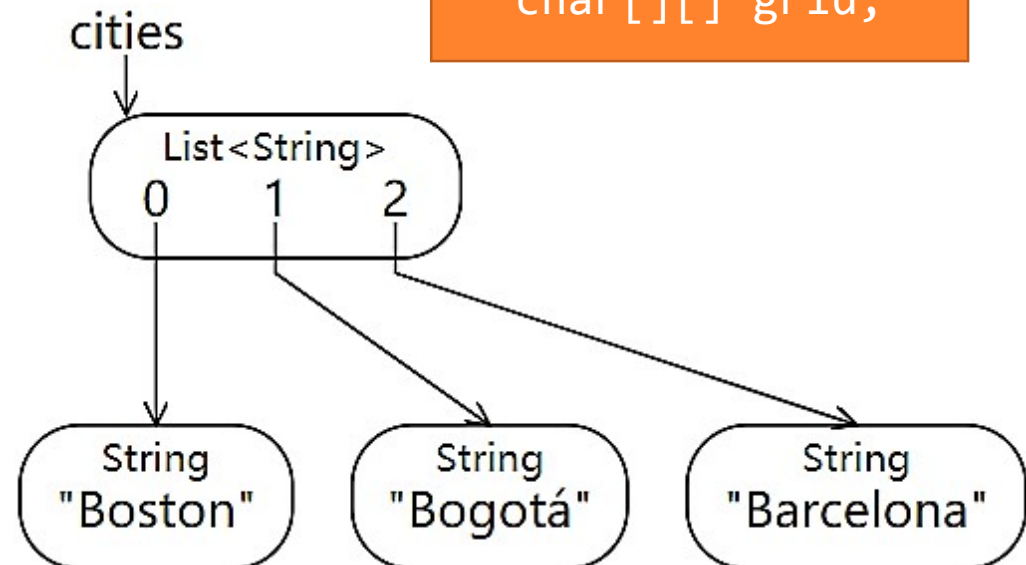 char[][] grid;
cities
List<String>
0 1 2
String
"Boston"
String
"Bogotá"
String
"Barcelona"